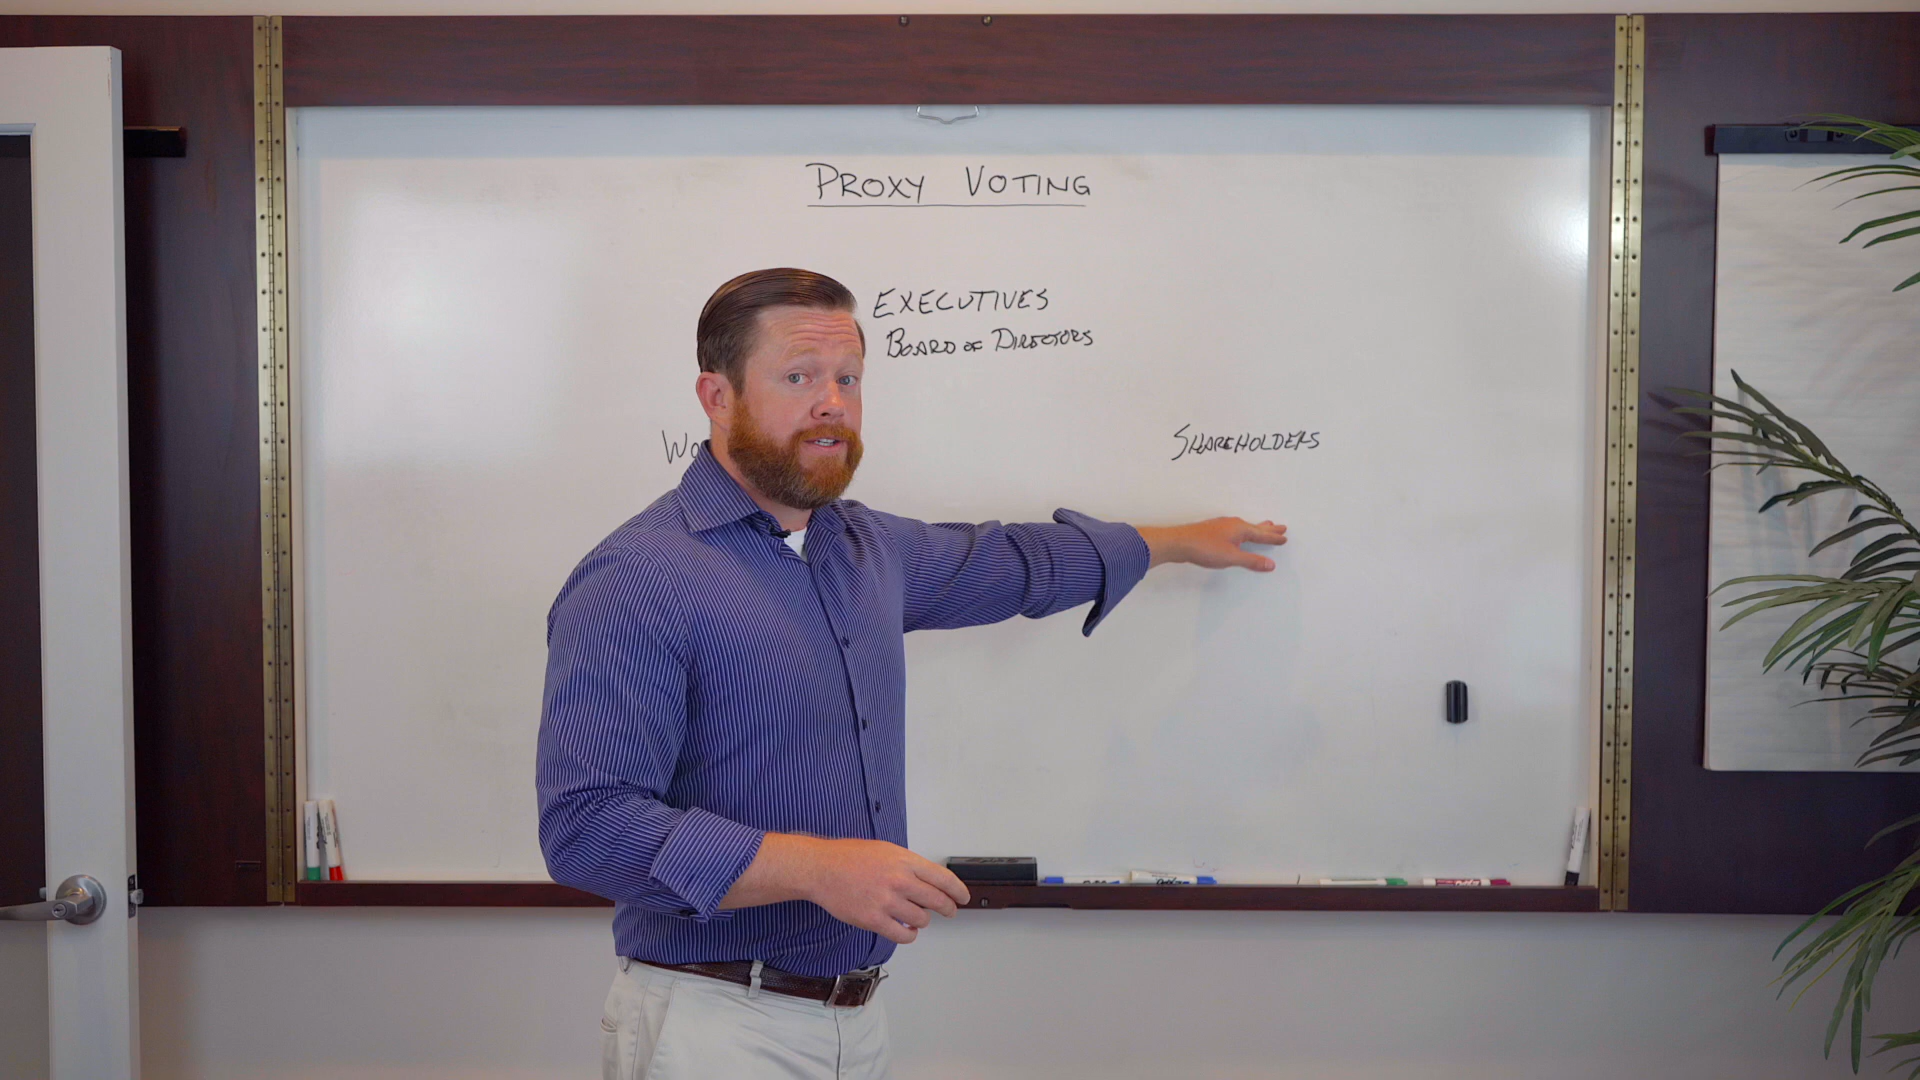 PROXY VOTING
EXECUTIVES
BOARD OF DIRECTORS
SHAREHOLDERS